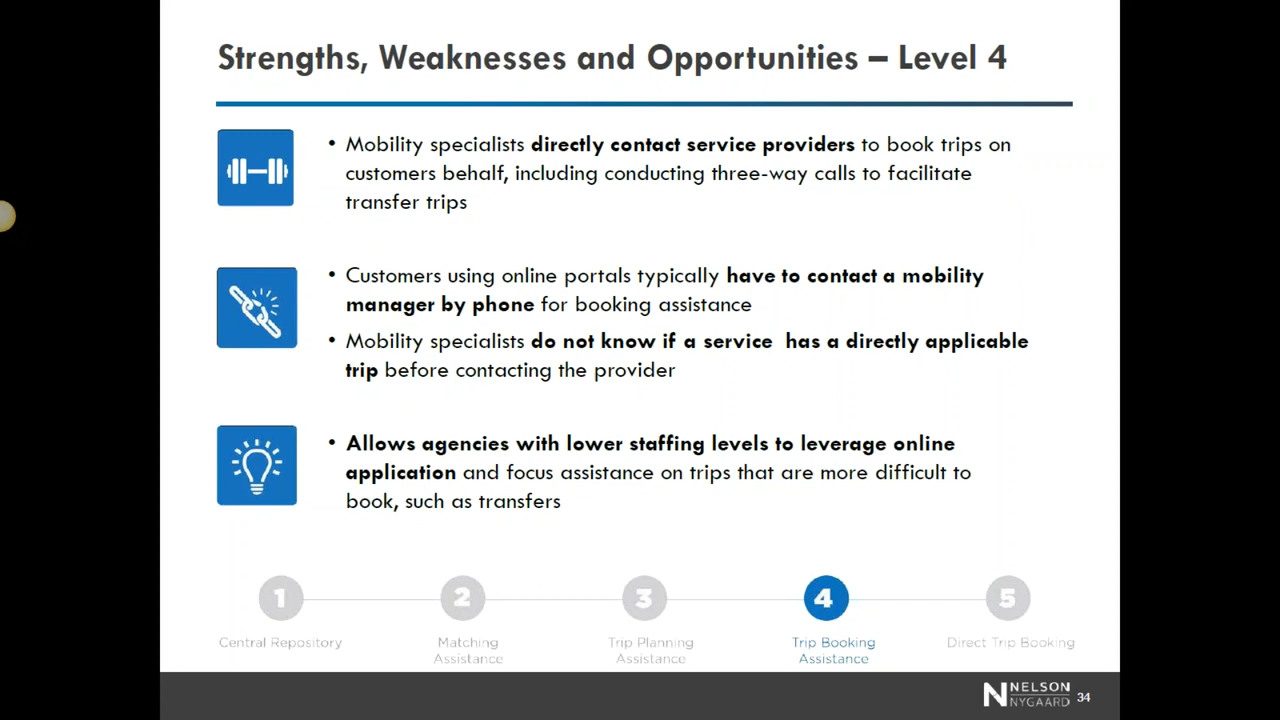 Strengths, Weaknesses and Opportunities – Level 4
• Mobility specialists directly contact service providers to book trips on
customers behalf, including conducting three-way calls to facilitate
transfer trips
• Customers using online portals typically have to contact a mobility
manager by phone for booking assistance
• Mobility specialists do not know if a service has a directly applicable
trip before contacting the provider
• Allows agencies with lower staffing levels to leverage online
application and focus assistance on trips that are more difficult to
book, such as transfers
1
2
3
4
5
Central Repository
Matching
Assistance
Trip Planning
Assistance
Trip Booking
Assistance
Direct Trip Booking
N NELSON
NYGAARD
34